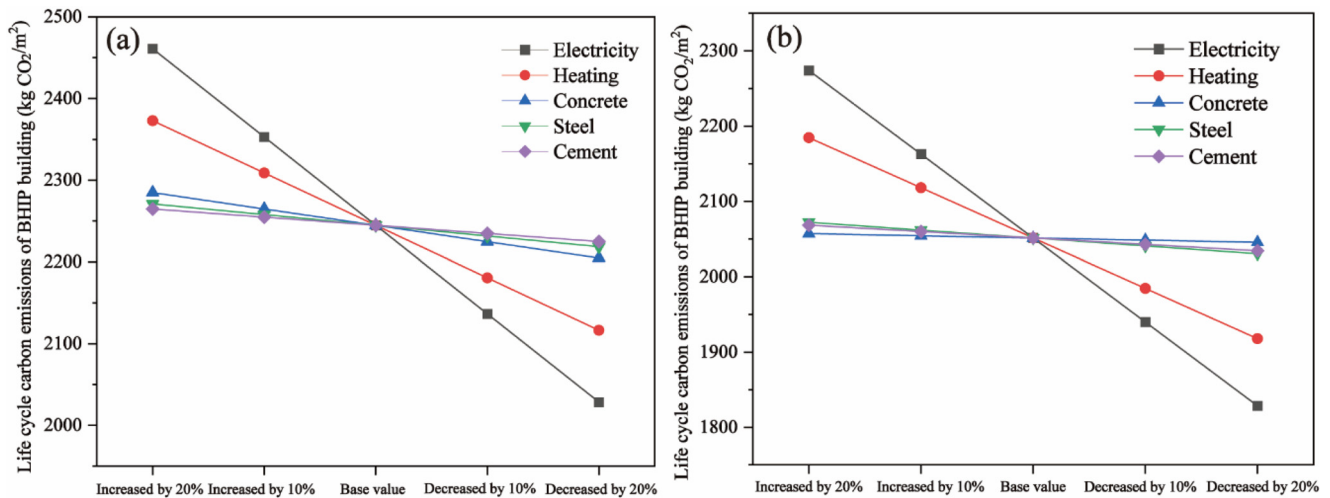 (a)
Life cycle carbon emissions of BHIP building (kg CO₂/m²)
2500
2400
2300
2200
2100
2000
Electricity
Heating
Concrete
Steel
Cement
Increased by 20%
Increased by 10%
Base value
Decreased by 10%
Decreased by 20%
(b)
Life cycle carbon emissions of BHIP building (kg CO₂/m²)
2300
2200
2100
2000
1900
1800
Electricity
Heating
Concrete
Steel
Cement
Increased by 20%
Increased by 10%
Base value
Decreased by 10%
Decreased by 20%